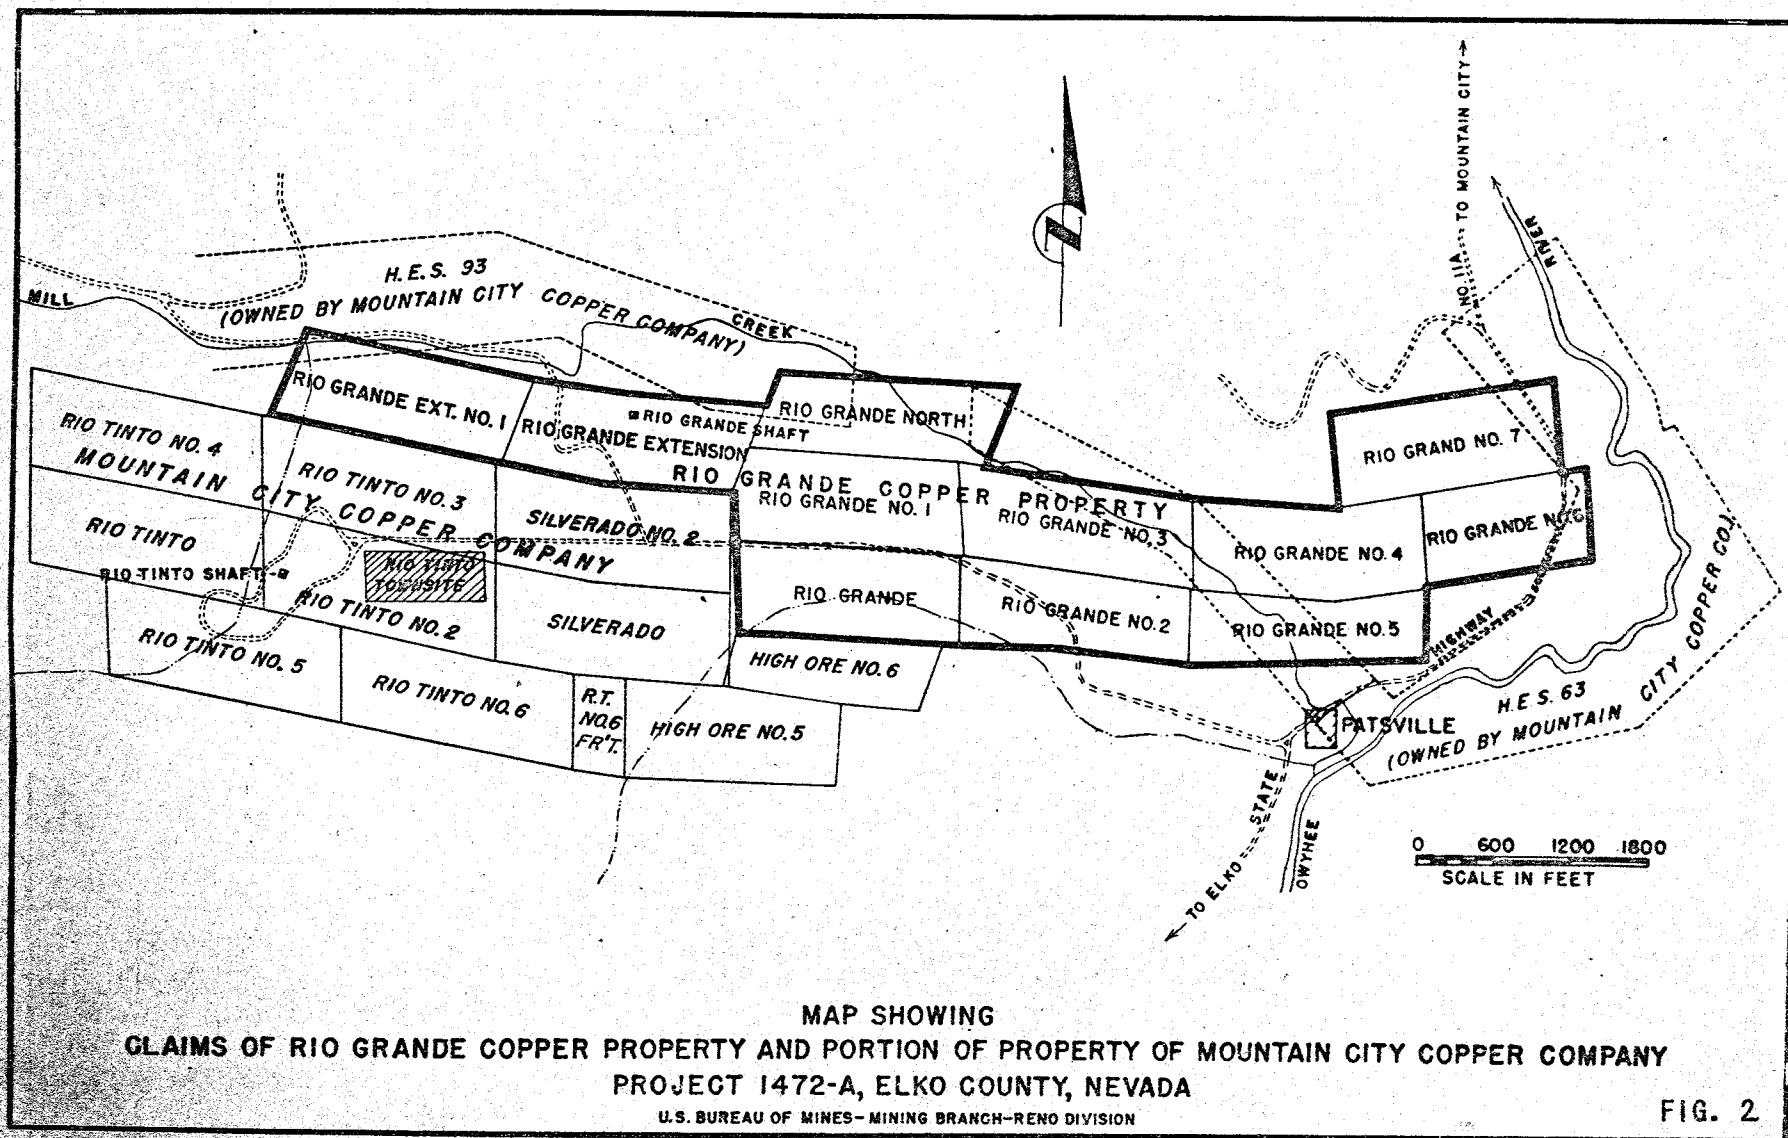 NO. 11A
TO MOUNTAIN CITY
RIVER
N
H.E.S. 93
(OWNED BY MOUNTAIN CITY COPPER COMPANY)
MILL
CREEK
RIO GRANDE EXT. NO. 1
RIO GRANDE SHAFT
RIO GRANDE EXTENSION
RIO GRANDE NORTH
RIO GRAND NO. 7
RIO TINTO NO. 4
MOUNTAIN CITY COPPER COMPANY
RIO TINTO NO. 3
SILVERADO NO. 2
RIO GRANDE COPPER PROPERTY
RIO GRANDE NO. 1
RIO GRANDE NO. 3
RIO GRANDE NO. 4
RIO GRANDE NO. 6
RIO TINTO
RIO TINTO SHAFT
RIO TINTO
TOWNSITE
RIO TINTO NO. 2
SILVERADO
RIO GRANDE
RIO GRANDE NO. 2
RIO GRANDE NO. 5
HIGHWAY
RIO TINTO NO. 5
RIO TINTO NO. 6
R.T.
NO.6
FR'T.
HIGH ORE NO. 5
HIGH ORE NO. 6
PATSVILLE
H.E.S. 63
(OWNED BY MOUNTAIN CITY COPPER CO.)
STATE
TO ELKO
OWYHEE
0 600 1200 1800
SCALE IN FEET
MAP SHOWING
CLAIMS OF RIO GRANDE COPPER PROPERTY AND PORTION OF PROPERTY OF MOUNTAIN CITY COPPER COMPANY
PROJECT 1472-A, ELKO COUNTY, NEVADA
U.S. BUREAU OF MINES-MINING BRANCH-RENO DIVISION
FIG. 2